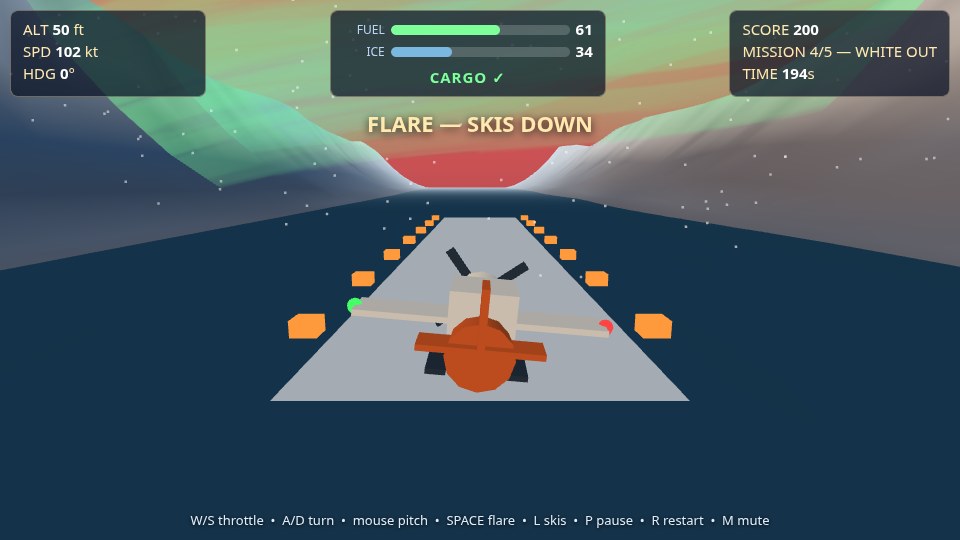 ALT 50 ft
SPD 102 kt
HDG 0°
FUEL 61
ICE 34
CARGO ✓
SCORE 200
MISSION 4/5 — WHITE OUT
TIME 194s
FLARE — SKIS DOWN
W/S throttle • A/D turn • mouse pitch • SPACE flare • L skis • P pause • R restart • M mute